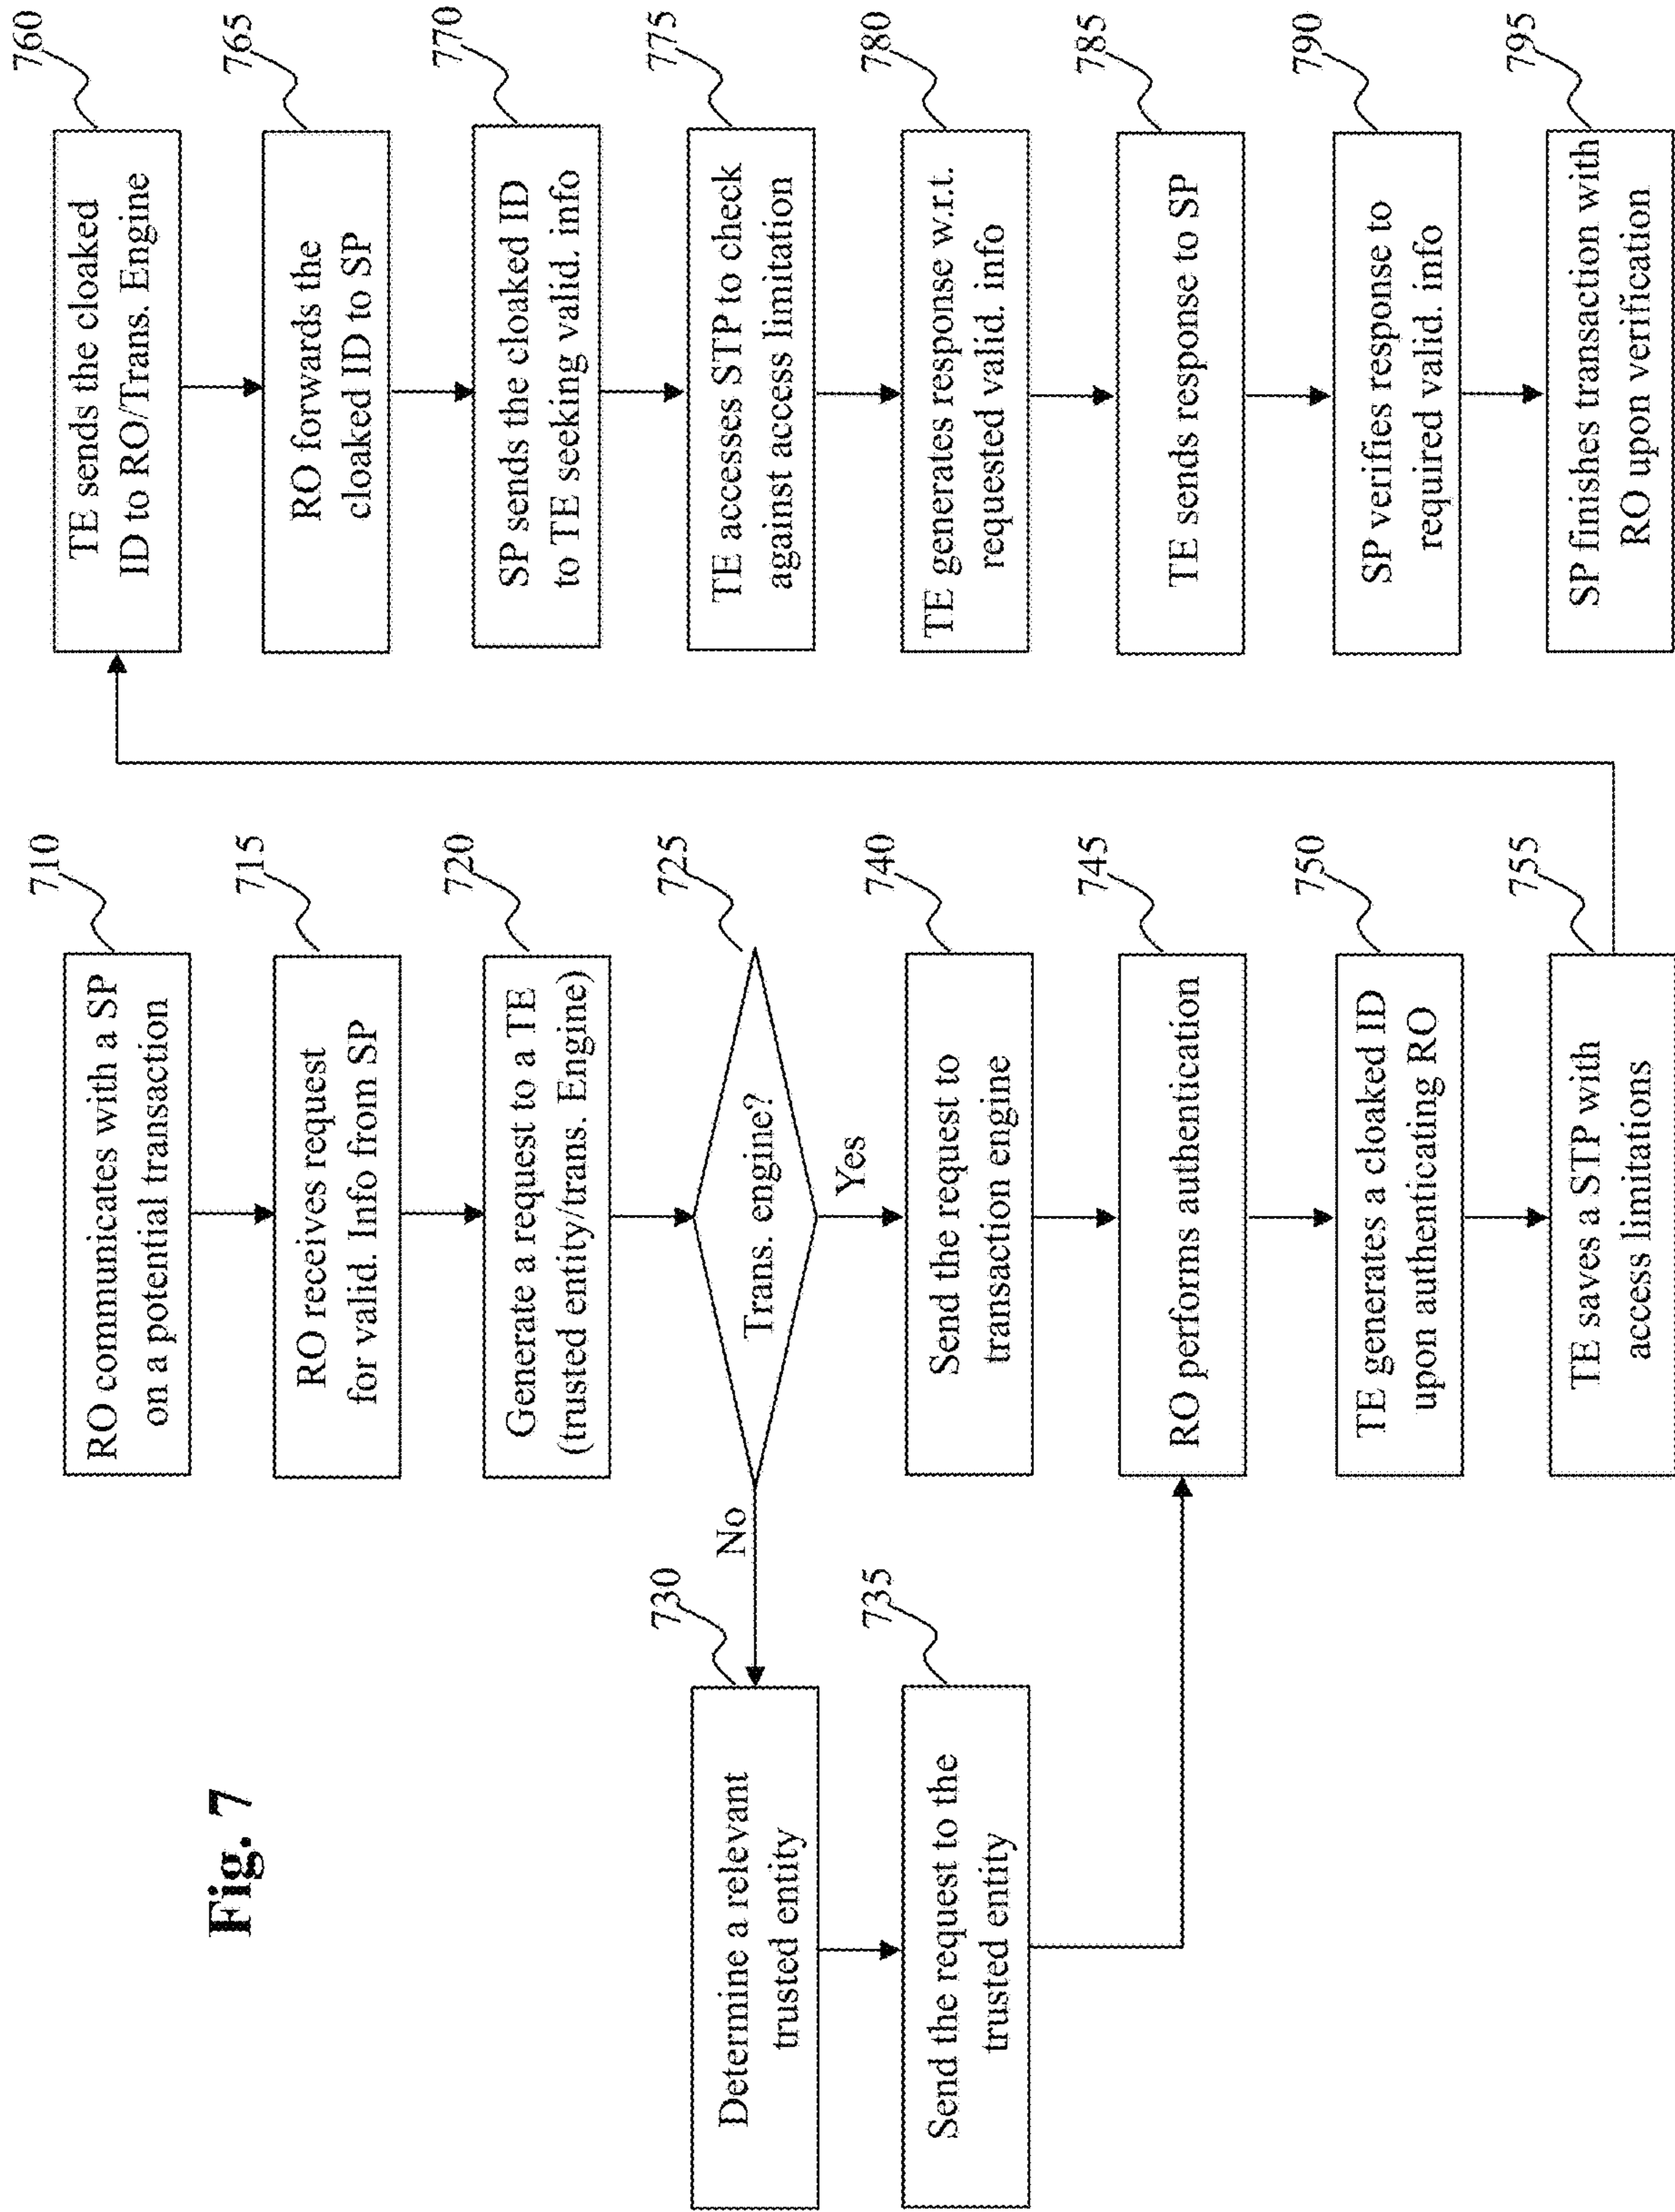 Fig. 7
710
RO communicates with a SP
on a potential transaction
715
RO receives request
for valid. Info from SP
720
Generate a request to a TE
(trusted entity/trans. Engine)
725
Trans. engine?
No
Yes
730
Determine a relevant
trusted entity
735
Send the request to the
trusted entity
740
Send the request to
transaction engine
745
RO performs authentication
750
TE generates a cloaked ID
upon authenticating RO
755
TE saves a STP with
access limitations
760
TE sends the cloaked
ID to RO/Trans. Engine
765
RO forwards the
cloaked ID to SP
770
SP sends the cloaked ID
to TE seeking valid. info
775
TE accesses STP to check
against access limitation
780
TE generates response w.r.t.
requested valid. info
785
TE sends response to SP
790
SP verifies response to
required valid. info
795
SP finishes transaction with
RO upon verification